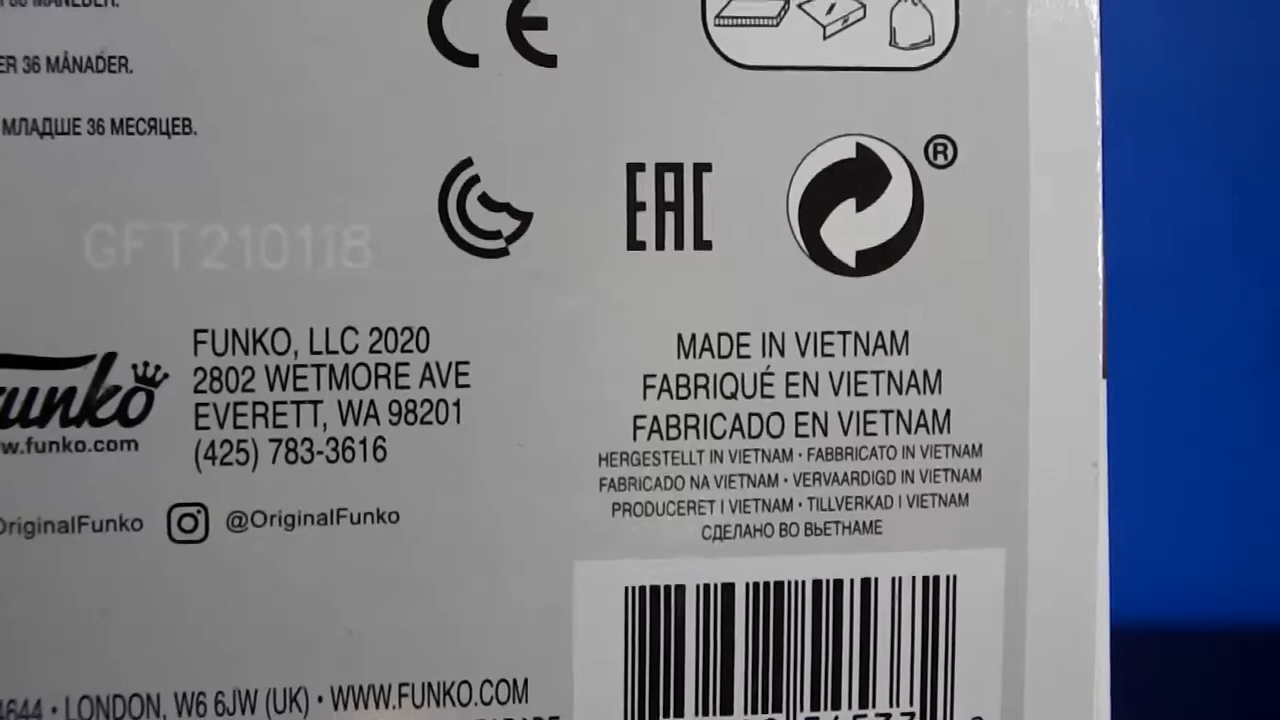 36
CE
ER 36 MÅNADER.
МЛАДШЕ 36 МЕСЯЦЕВ.
EAC
®
GFT210118
FUNKO, LLC 2020
2802 WETMORE AVE
EVERETT, WA 98201
(425) 783-3616
Funko
w.funko.com
OriginalFunko
@OriginalFunko
MADE IN VIETNAM
FABRIQUÉ EN VIETNAM
FABRICADO EN VIETNAM
HERGESTELLT IN VIETNAM · FABBRICATO IN VIETNAM
FABRICADO NA VIETNAM · VERVAARDIGD IN VIETNAM
PRODUCERET I VIETNAM · TILLVERKAD I VIETNAM
СДЕЛАНО ВО ВЬЕТНАМЕ
4644 · LONDON, W6 6JW (UK) · WWW.FUNKO.COM